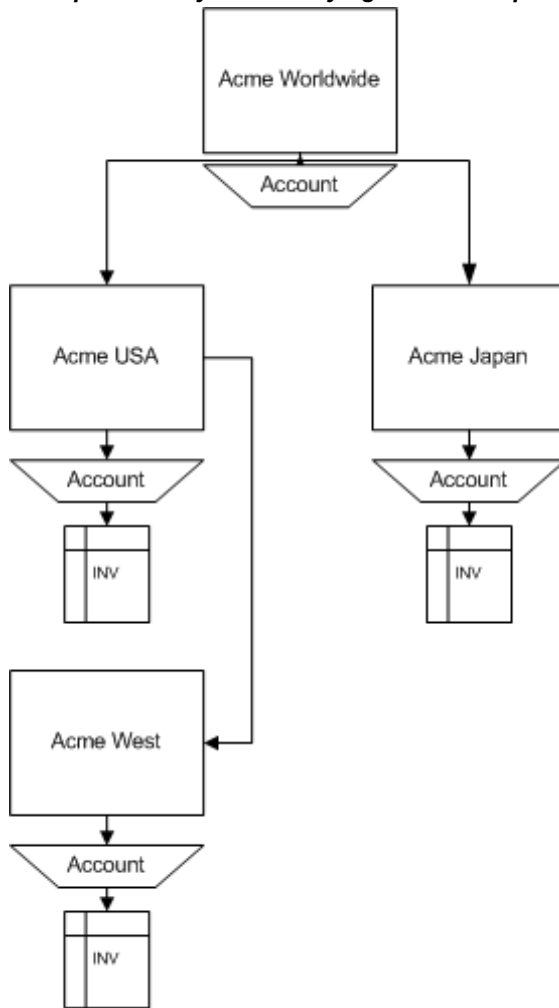 Acme Worldwide
Account
Acme USA
Acme Japan
Account
Account
INV
INV
Acme West
Account
INV